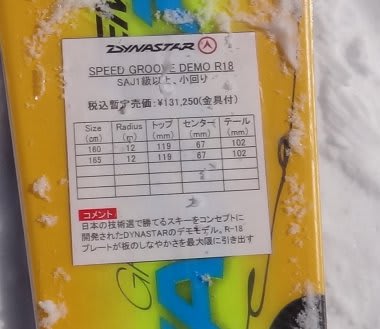 DYNASTAR
SPEED GROOVE DEMO R18
SAJ1級以上、小回り
税込暫定売価：¥131,250(金具付)
Size Radius トップ センター テール
(cm) (m) (mm) (mm) (mm)
160 12 119 67 102
165 12 119 67 102
コメント
日本の技術選で勝てるスキーをコンセプトに
開発されたDYNASTARのデモモデル。R-18
プレートが板のしなやかさを最大限に引き出す